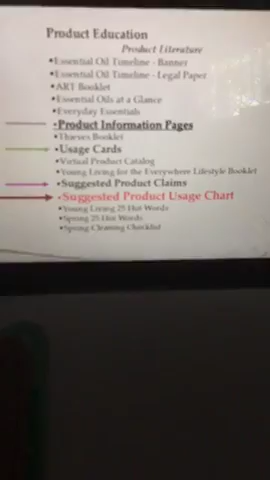 Product Education
Product Literature
•Essential Oil Timeline - Banner
•Essential Oil Timeline - Legal Paper
•ART Booklet
•Essential Oils at a Glance
•Everyday Essentials
•Product Information Pages
•Thieves Booklet
•Usage Cards
•Virtual Product Catalog
•Young Living for the Everywhere Lifestyle Booklet
•Suggested Product Claims
•Suggested Product Usage Chart
•Young Living 25 Hot Words
•Spring 25 Hot Words
•Spring Cleaning Checklist